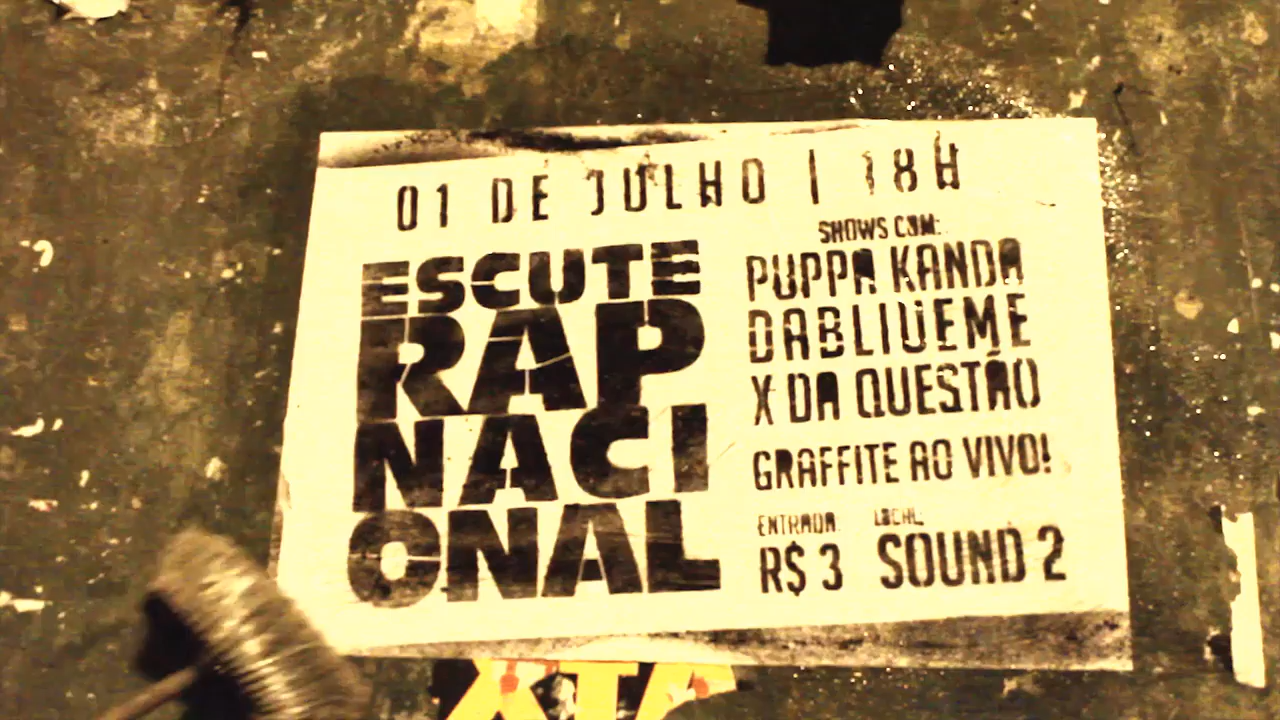 01 DE JULHO | 18H
ESCUTE
RAP
NACI
ONAL
SHOWS COM:
PUPPA KANDA
DABLIUEME
X DA QUESTÃO
GRAFFITE AO VIVO!
ENTRADA:
R$ 3
LOCAL:
SOUND 2